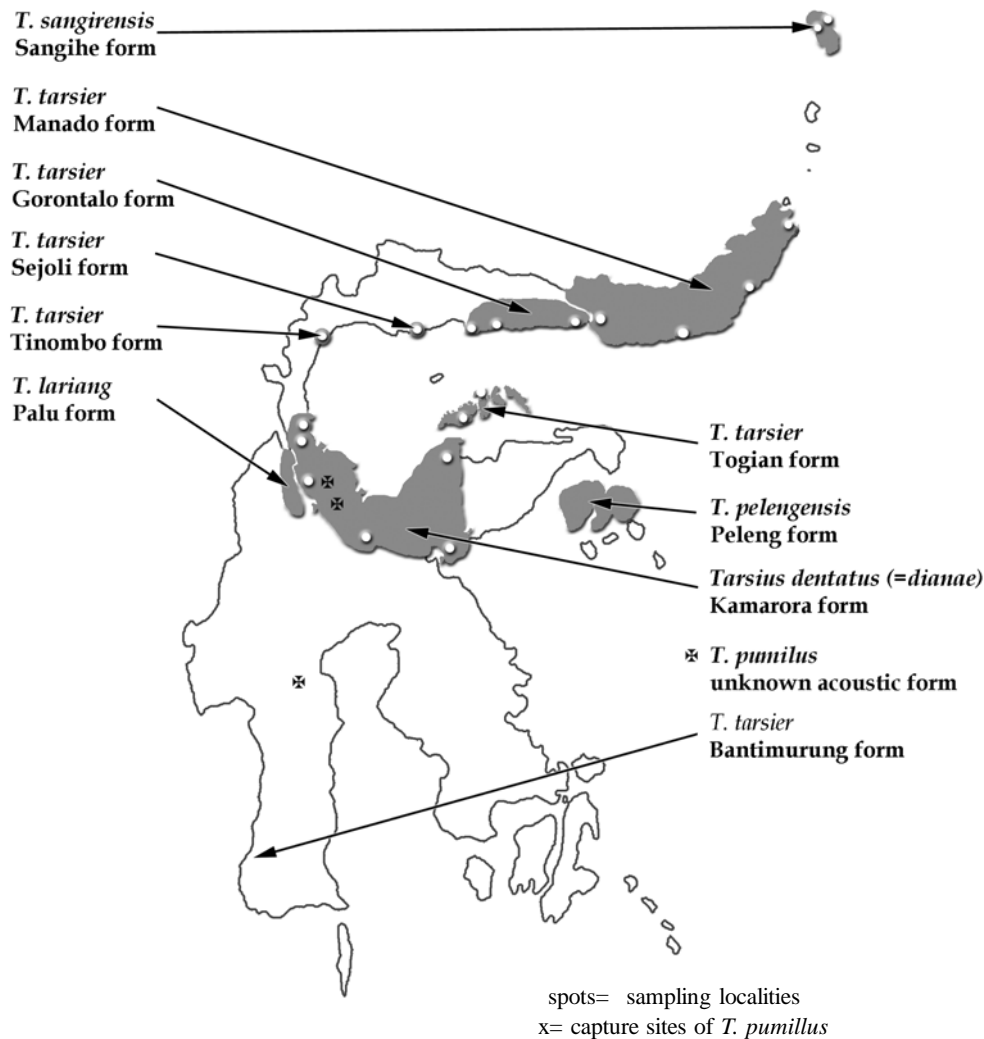 T. sangirensis
Sangihe form
T. tarsier
Manado form
T. tarsier
Gorontalo form
T. tarsier
Sejoli form
T. tarsier
Tinombo form
T. lariang
Palu form
T. tarsier
Togian form
T. pelengensis
Peleng form
Tarsius dentatus (=dianae)
Kamarora form
✠ T. pumilus
unknown acoustic form
T. tarsier
Bantimurung form
spots= sampling localities
x= capture sites of T. pumillus